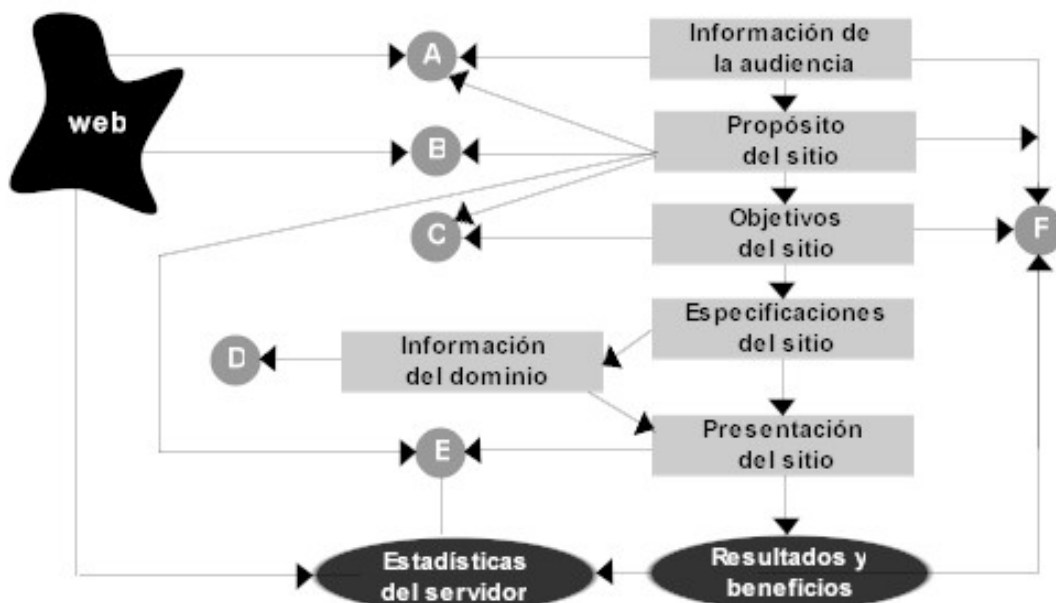 web
A
Información de
la audiencia
B
Propósito
del sitio
C
Objetivos
del sitio
F
Especificaciones
del sitio
D
Información
del dominio
E
Presentación
del sitio
Estadísticas
del servidor
Resultados y
beneficios